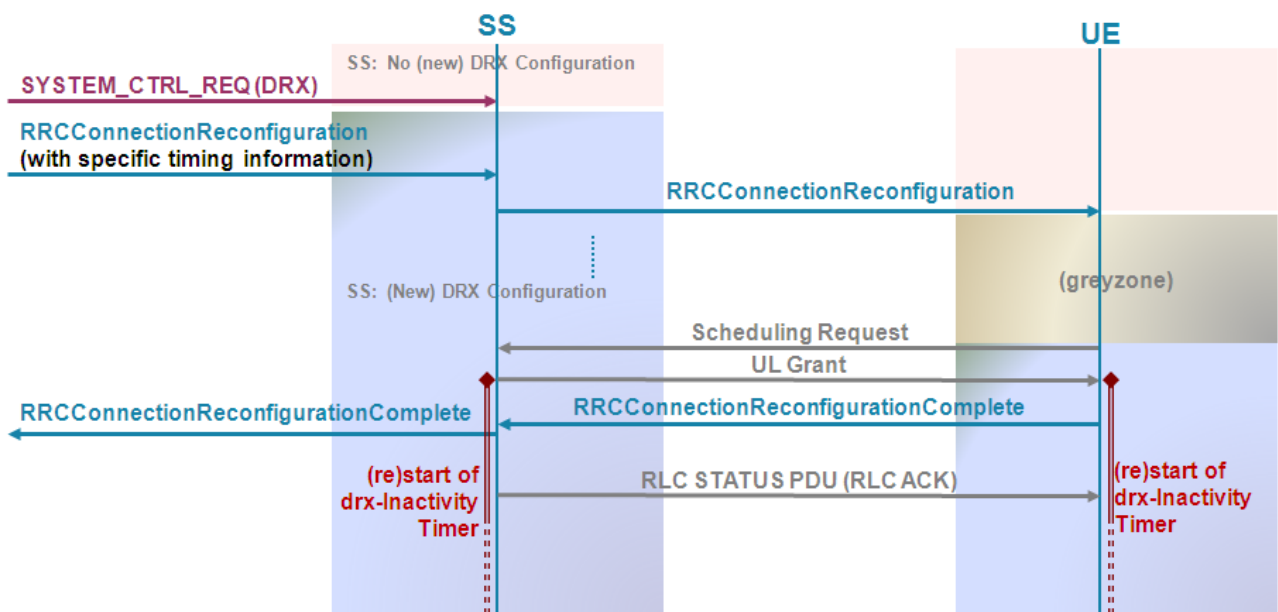 SS
UE
SS: No (new) DRX Configuration
SYSTEM_CTRL_REQ(DRX)
RRCConnectionReconfiguration
(with specific timing information)
RRCConnectionReconfiguration
(greyzone)
SS: (New) DRX Configuration
Scheduling Request
UL Grant
RRCConnectionReconfigurationComplete
RRCConnectionReconfigurationComplete
(re)start of
drx-Inactivity
Timer
RLC STATUS PDU (RLC ACK)
(re)start of
drx-Inactivity
Timer